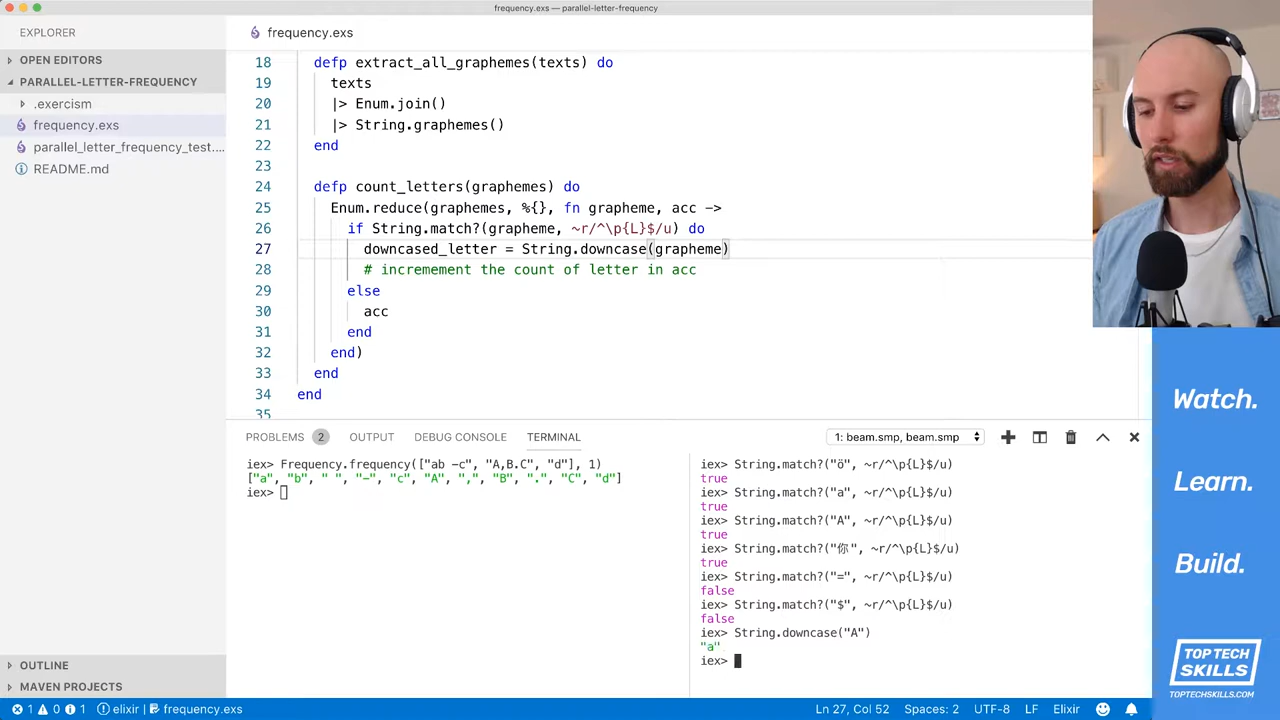 frequency.exs — parallel-letter-frequency
EXPLORER
OPEN EDITORS
PARALLEL-LETTER-FREQUENCY
.exercism
frequency.exs
parallel_letter_frequency_test....
README.md
OUTLINE
MAVEN PROJECTS
frequency.exs
18 defp extract_all_graphemes(texts) do
19 texts
20 |> Enum.join()
21 |> String.graphemes()
22 end
23
24 defp count_letters(graphemes) do
25 Enum.reduce(graphemes, %{}, fn grapheme, acc ->
26 if String.match?(grapheme, ~r/^\p{L}$/u) do
27 downcased_letter = String.downcase(grapheme)
28 # incremement the count of letter in acc
29 else
30 acc
31 end
32 end)
33 end
34 end
35
PROBLEMS 2 OUTPUT DEBUG CONSOLE TERMINAL 1: beam.smp, beam.smp
iex> Frequency.frequency(["ab -c", "A,B.C", "d"], 1)
["a", "b", " ", "-", "c", "A", ",", "B", ".", "C", "d"]
iex>
iex> String.match?("ö", ~r/^\p{L}$/u)
true
iex> String.match?("a", ~r/^\p{L}$/u)
true
iex> String.match?("A", ~r/^\p{L}$/u)
true
iex> String.match?("你", ~r/^\p{L}$/u)
true
iex> String.match?("=", ~r/^\p{L}$/u)
false
iex> String.match?("$", ~r/^\p{L}$/u)
false
iex> String.downcase("A")
"a"
iex>
Watch.
Learn.
Build.
TOP TECH
SKILLS
TOPTECHSKILLS.COM
1 0 1 elixir | frequency.exs Ln 27, Col 52 Spaces: 2 UTF-8 LF Elixir